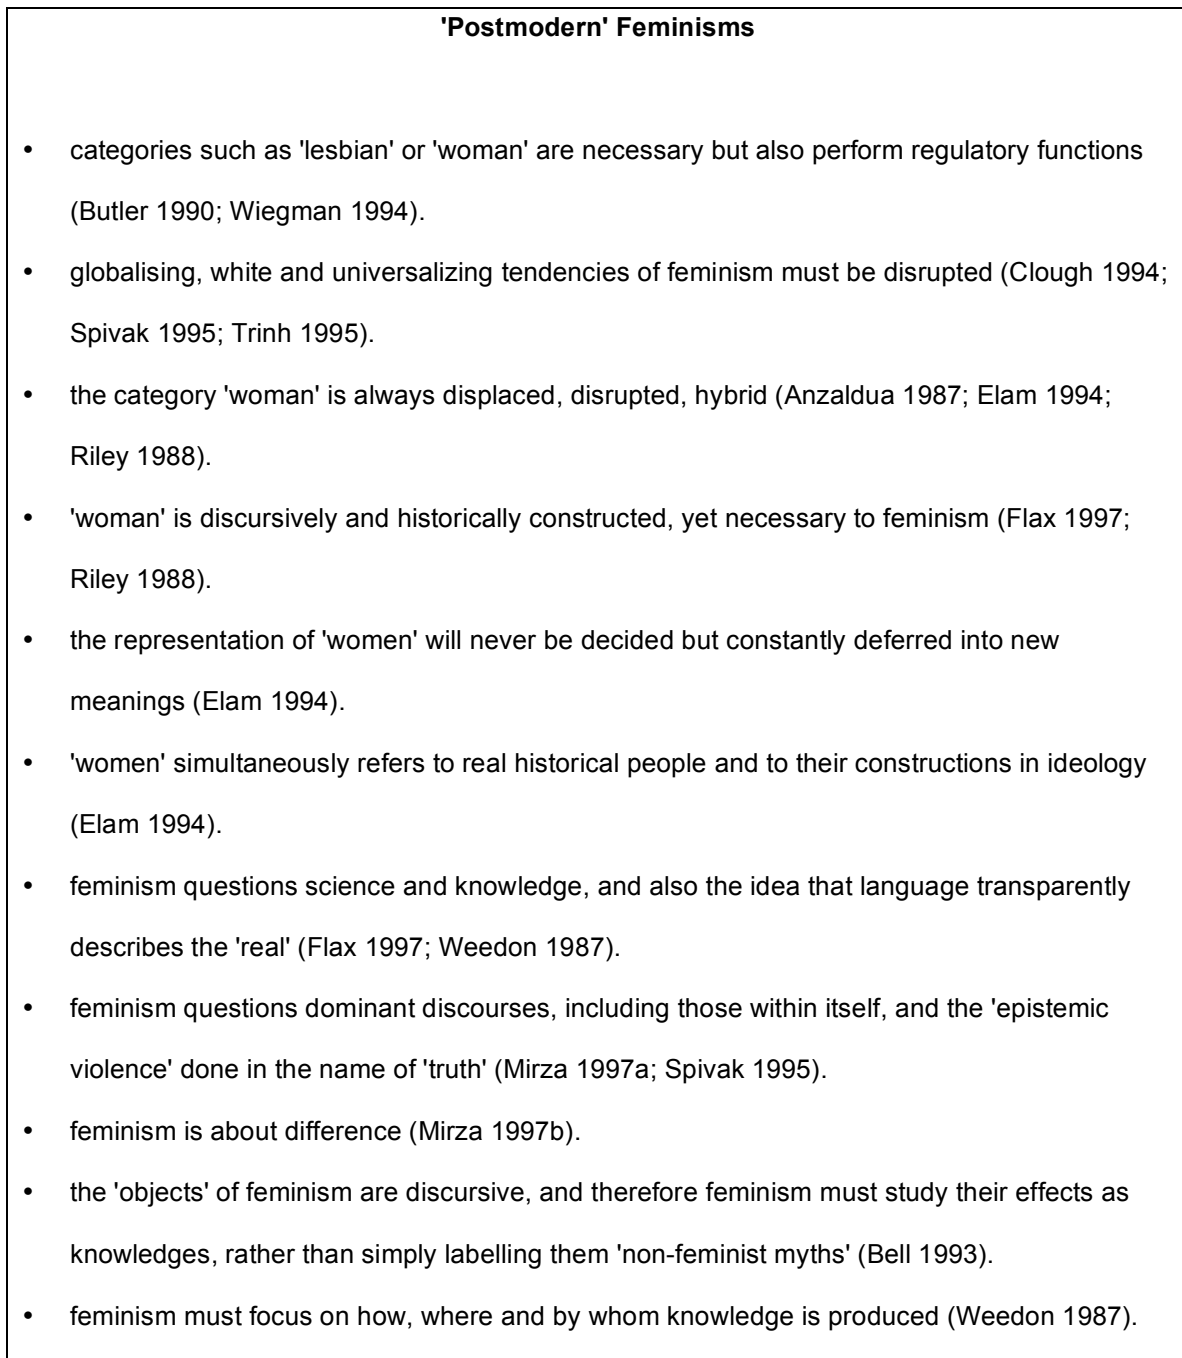 'Postmodern' Feminisms
• categories such as 'lesbian' or 'woman' are necessary but also perform regulatory functions
(Butler 1990; Wiegman 1994).
• globalising, white and universalizing tendencies of feminism must be disrupted (Clough 1994;
Spivak 1995; Trinh 1995).
• the category 'woman' is always displaced, disrupted, hybrid (Anzaldua 1987; Elam 1994;
Riley 1988).
• 'woman' is discursively and historically constructed, yet necessary to feminism (Flax 1997;
Riley 1988).
• the representation of 'women' will never be decided but constantly deferred into new
meanings (Elam 1994).
• 'women' simultaneously refers to real historical people and to their constructions in ideology
(Elam 1994).
• feminism questions science and knowledge, and also the idea that language transparently
describes the 'real' (Flax 1997; Weedon 1987).
• feminism questions dominant discourses, including those within itself, and the 'epistemic
violence' done in the name of 'truth' (Mirza 1997a; Spivak 1995).
• feminism is about difference (Mirza 1997b).
• the 'objects' of feminism are discursive, and therefore feminism must study their effects as
knowledges, rather than simply labelling them 'non-feminist myths' (Bell 1993).
• feminism must focus on how, where and by whom knowledge is produced (Weedon 1987).